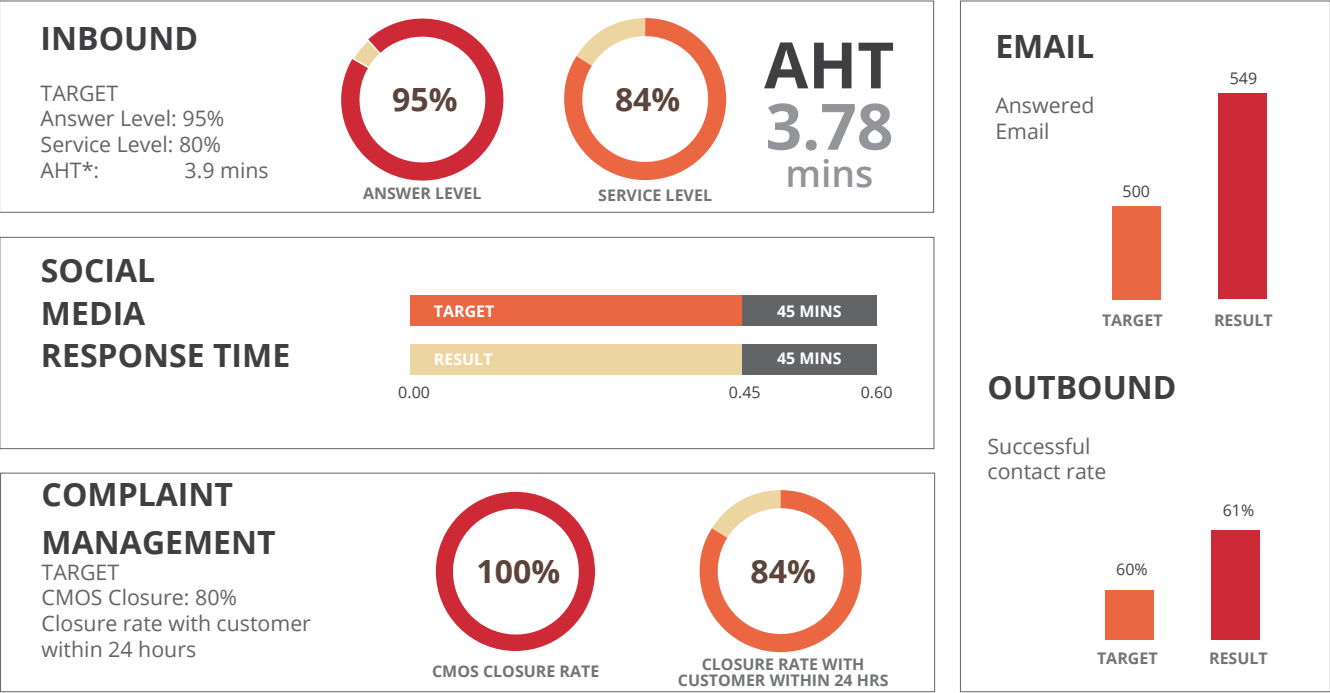 INBOUND
TARGET
Answer Level: 95%
Service Level: 80%
AHT*: 3.9 mins
95%
ANSWER LEVEL
84%
SERVICE LEVEL
AHT
3.78
mins
SOCIAL
MEDIA
RESPONSE TIME
TARGET 45 MINS
RESULT 45 MINS
0.00 0.45 0.60
COMPLAINT
MANAGEMENT
TARGET
CMOS Closure: 80%
Closure rate with customer
within 24 hours
100%
CMOS CLOSURE RATE
84%
CLOSURE RATE WITH
CUSTOMER WITHIN 24 HRS
EMAIL
Answered
Email
549
500
TARGET RESULT
OUTBOUND
Successful
contact rate
61%
60%
TARGET RESULT